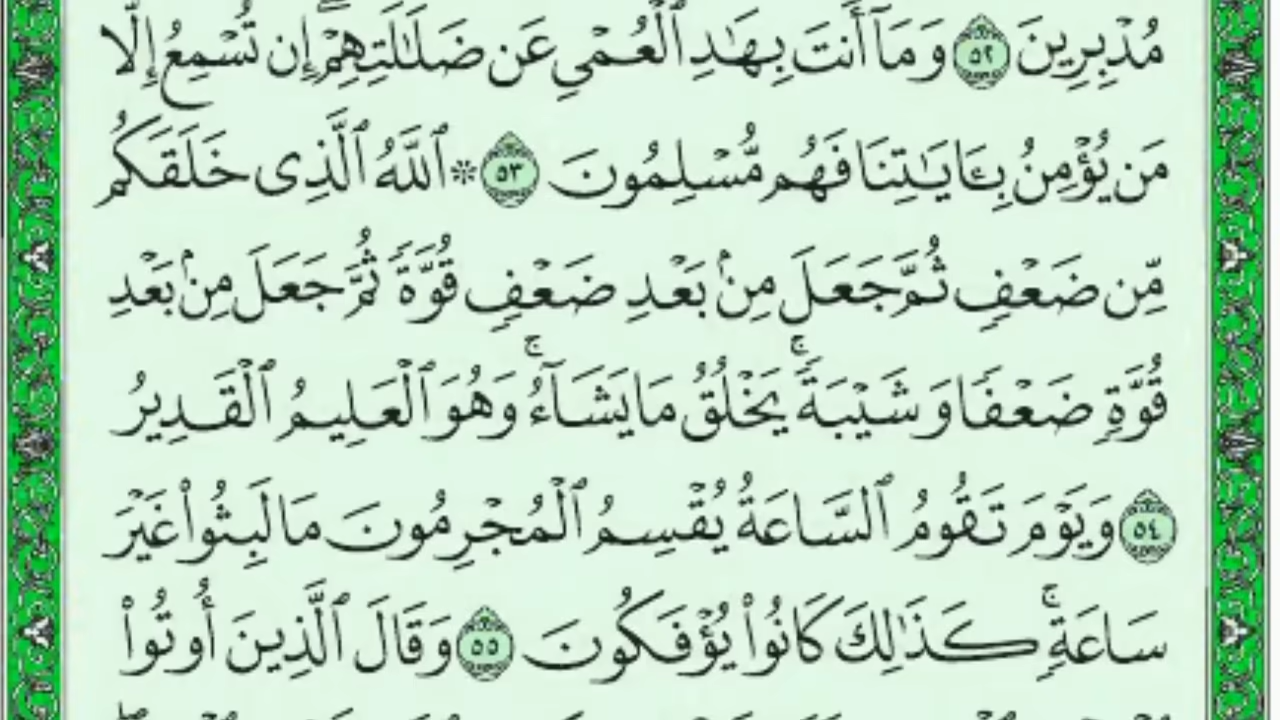 مُدْبِرِينَ ٥٢ وَمَآ أَنتَ بِهَٰدِ ٱلْعُمْىِ عَن ضَلَٰلَتِهِمْ ۖ إِن تُسْمِعُ إِلَّا
مَن يُؤْمِنُ بِـَٔايَٰتِنَا فَهُم مُّسْلِمُونَ ٥٣ ۞ ٱللَّهُ ٱلَّذِى خَلَقَكُم
مِّن ضَعْفٍ ثُمَّ جَعَلَ مِنۢ بَعْدِ ضَعْفٍ قُوَّةً ثُمَّ جَعَلَ مِنۢ بَعْدِ
قُوَّةٍ ضَعْفًا وَشَيْبَةً ۚ يَخْلُقُ مَا يَشَآءُ ۚ وَهُوَ ٱلْعَلِيمُ ٱلْقَدِيرُ
٥٤ وَيَوْمَ تَقُومُ ٱلسَّاعَةُ يُقْسِمُ ٱلْمُجْرِمُونَ مَا لَبِثُوا۟ غَيْرَ
سَاعَةٍ ۚ كَذَٰلِكَ كَانُوا۟ يُؤْفَكُونَ ٥٥ وَقَالَ ٱلَّذِينَ أُوتُوا۟